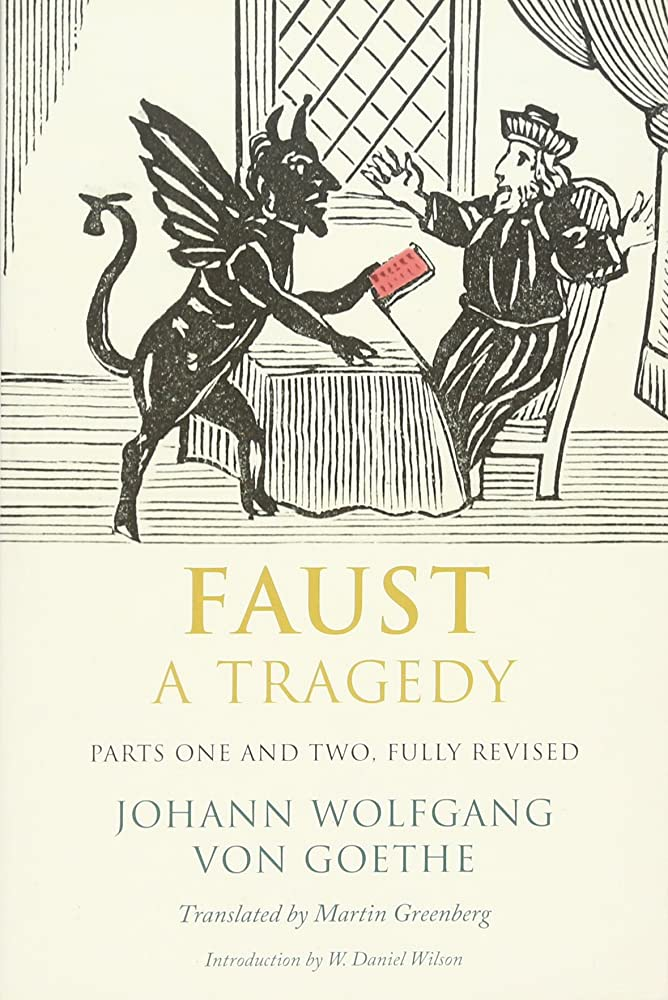 FAUST
A TRAGEDY
PARTS ONE AND TWO, FULLY REVISED
JOHANN WOLFGANG
VON GOETHE
Translated by Martin Greenberg
Introduction by W. Daniel Wilson